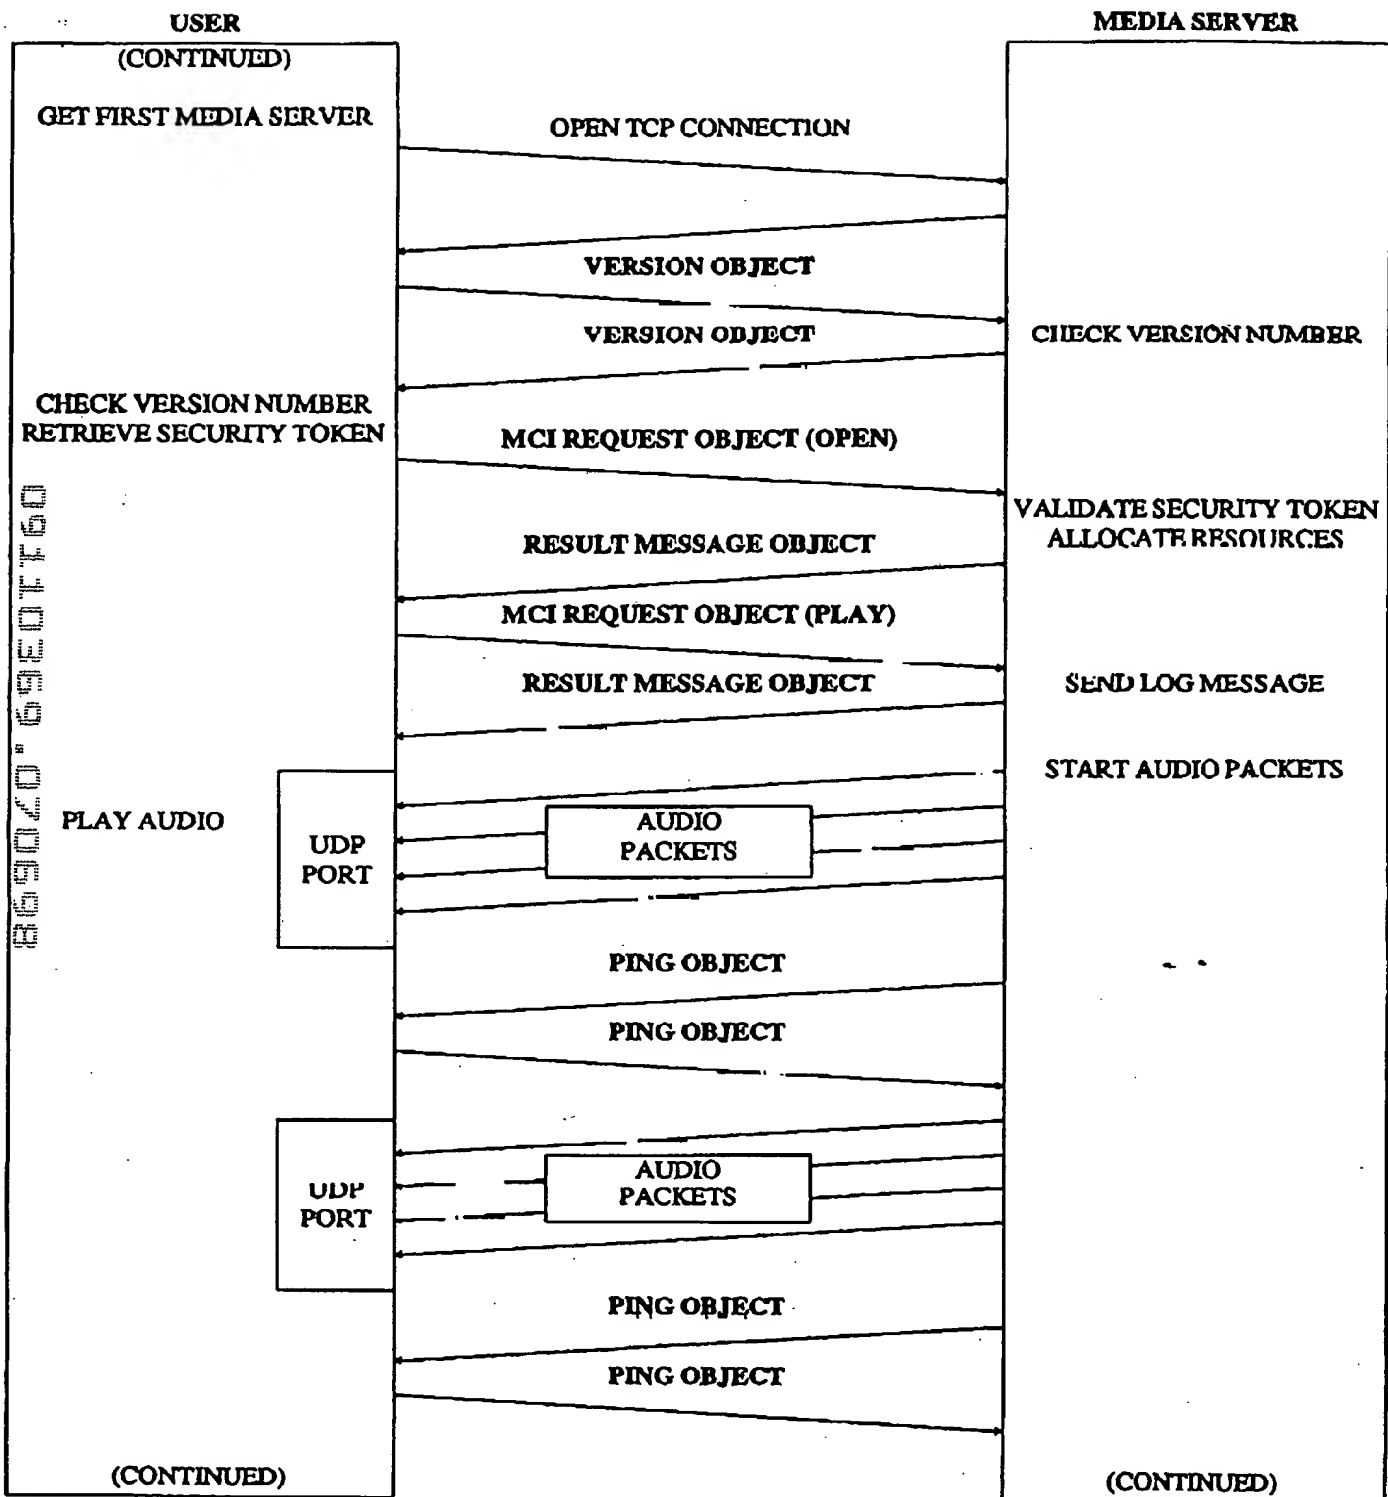 USER
MEDIA SERVER
(CONTINUED)
GET FIRST MEDIA SERVER
OPEN TCP CONNECTION
VERSION OBJECT
VERSION OBJECT
CHECK VERSION NUMBER
CHECK VERSION NUMBER
RETRIEVE SECURITY TOKEN
MCI REQUEST OBJECT (OPEN)
VALIDATE SECURITY TOKEN
ALLOCATE RESOURCES
RESULT MESSAGE OBJECT
MCI REQUEST OBJECT (PLAY)
RESULT MESSAGE OBJECT
SEND LOG MESSAGE
START AUDIO PACKETS
PLAY AUDIO
UDP
PORT
AUDIO
PACKETS
PING OBJECT
PING OBJECT
UDP
PORT
AUDIO
PACKETS
PING OBJECT
PING OBJECT
(CONTINUED)
(CONTINUED)